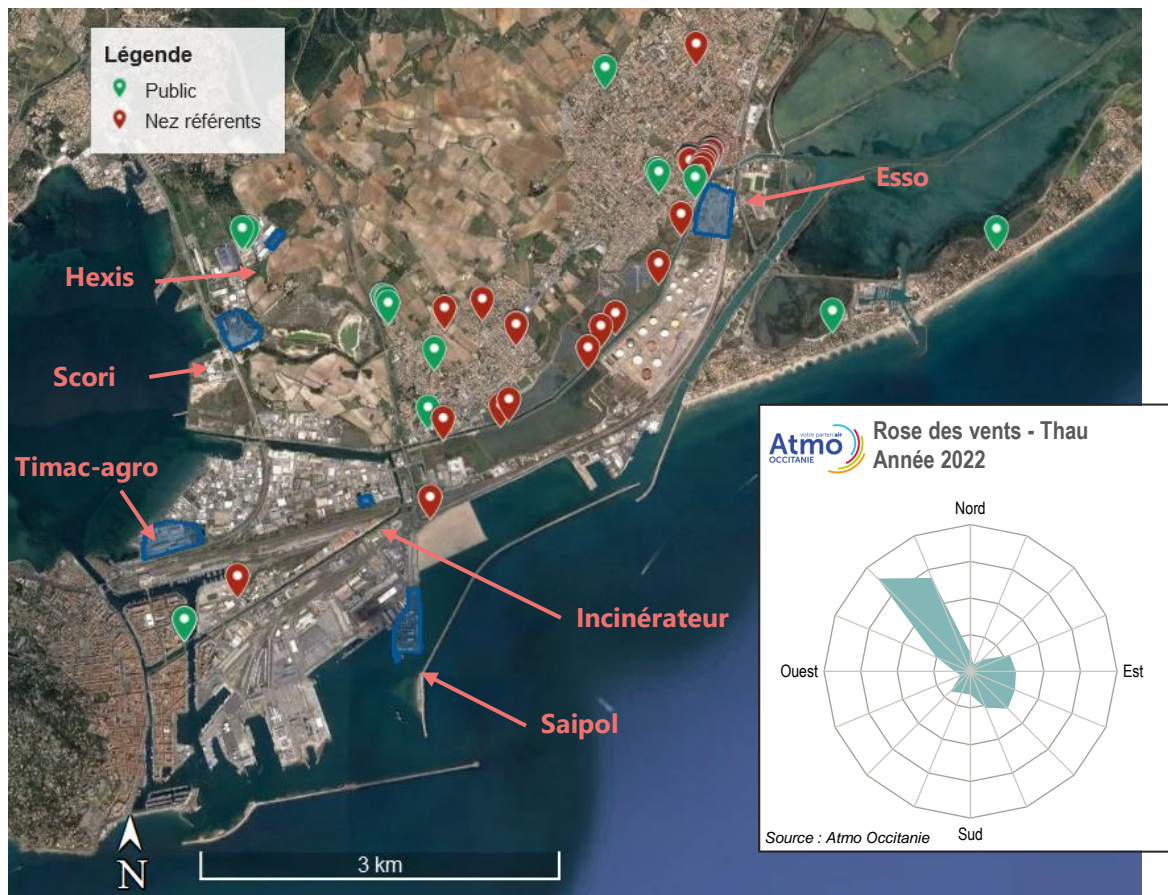 Légende
Public
Nez référents
Esso
Hexis
Scori
Timac-agro
Incinérateur
Saipol
N
3 km
votre parten'air
Atmo
OCCITANIE
Rose des vents - Thau
Année 2022
Nord
Ouest
Est
Sud
Source : Atmo Occitanie